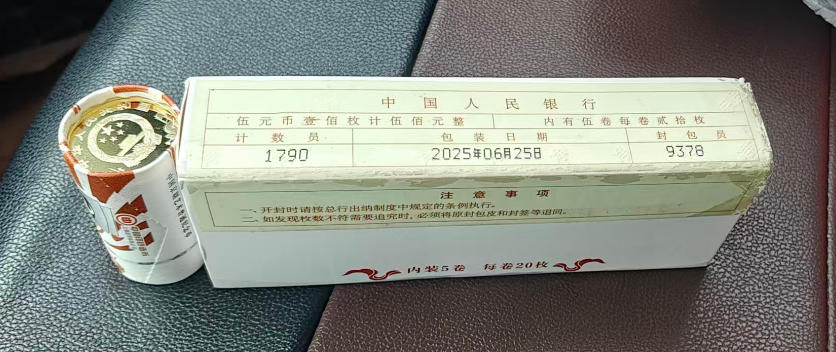 中国人民银行
伍元币壹佰枚计伍佰元整 内有伍卷每卷贰拾枚
计数员 包装日期 封包员
1790 2025年06月25日 9378
注意事项
一、开封时请按总行出纳制度中规定的条例执行。
二、如发现枚数不符需要追究时,必须将原封包皮和封签等退回。
内装5卷 每卷20枚